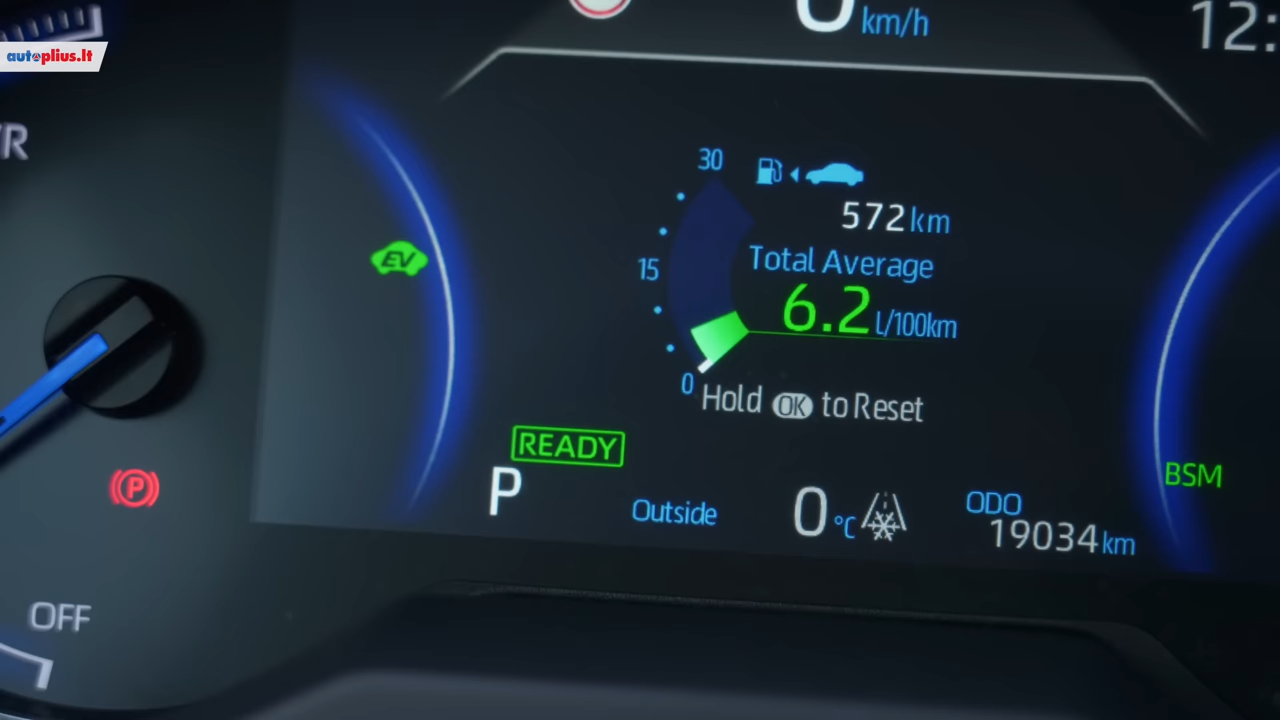 autoplius.lt
0 km/h
12:
EV
30
572 km
15
Total Average
6.2 L/100km
0
Hold OK to Reset
READY
P
P
Outside
0 °C
ODO
19034 km
BSM
OFF